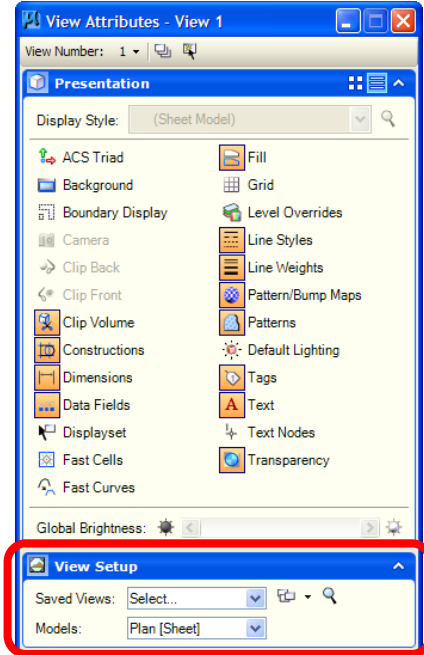 View Attributes - View 1
View Number: 1
Presentation
Display Style: (Sheet Model)
ACS Triad Fill
Background Grid
Boundary Display Level Overrides
Camera Line Styles
Clip Back Line Weights
Clip Front Pattern/Bump Maps
Clip Volume Patterns
Constructions Default Lighting
Dimensions Tags
Data Fields A Text
Displayset Text Nodes
Fast Cells Transparency
Fast Curves
Global Brightness:
View Setup
Saved Views: Select...
Models: Plan [Sheet]